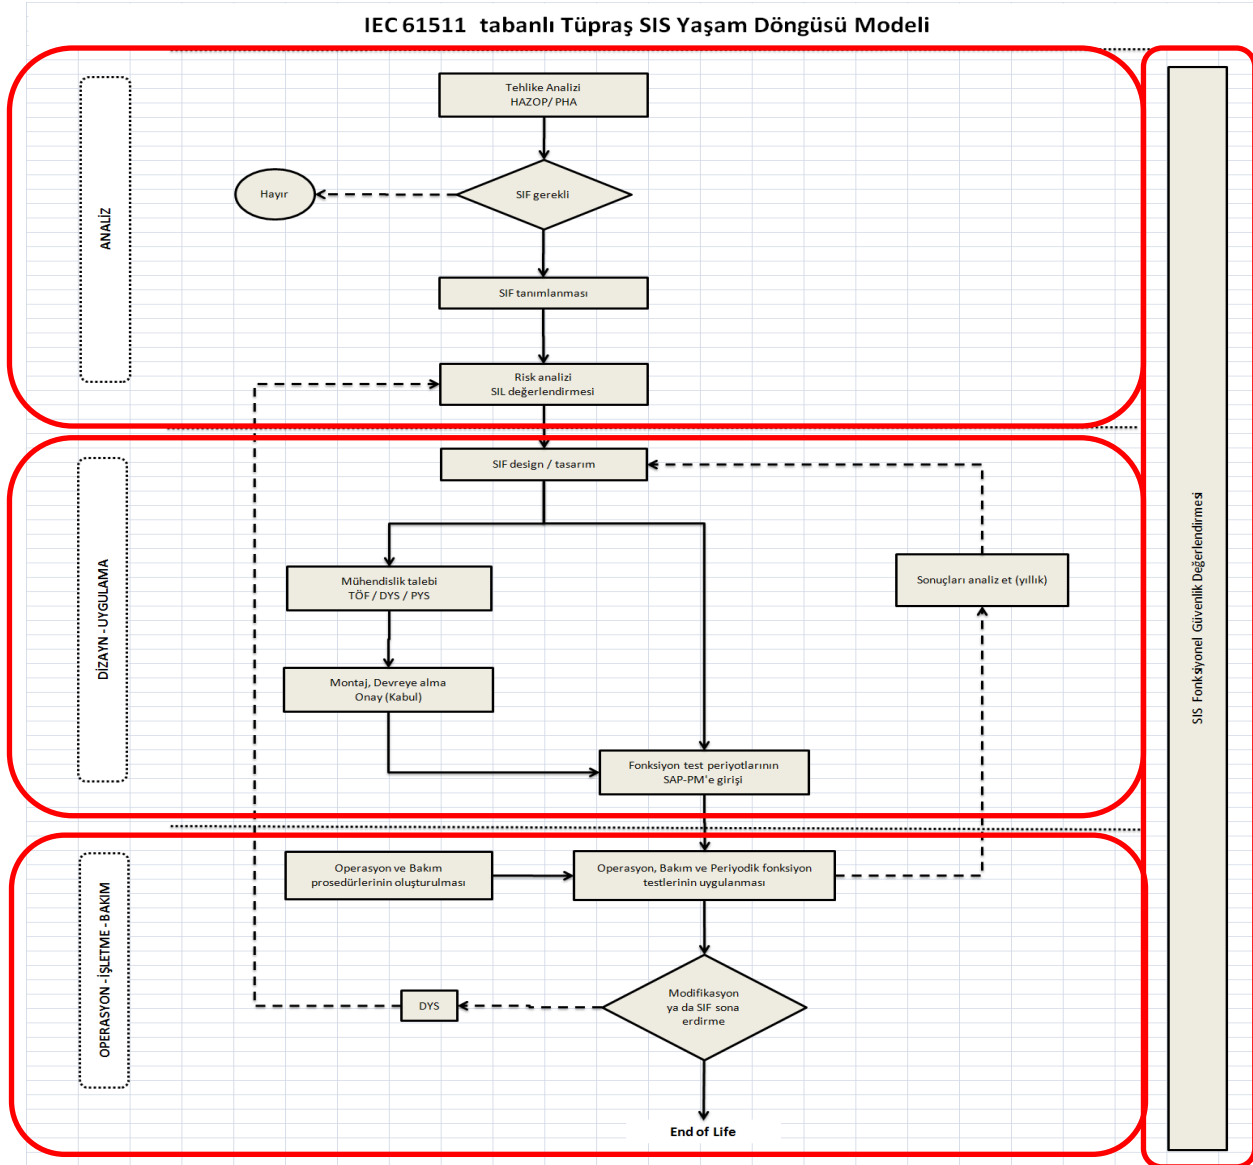 IEC 61511 tabanlı Tüpraş SIS Yaşam Döngüsü Modeli
ANALİZ
Tehlike Analizi
HAZOP/ PHA
Hayır
SIF gerekli
SIF tanımlanması
Risk analizi
SIL değerlendirmesi
DİZAYN - UYGULAMA
SIF design / tasarım
Mühendislik talebi
TÖF / DYS / PYS
Sonuçları analiz et (yıllık)
Montaj, Devreye alma
Onay (Kabul)
Fonksiyon test periyotlarının
SAP-PM'e girişi
OPERASYON - İŞLETME - BAKIM
Operasyon ve Bakım
prosedürlerinin oluşturulması
Operasyon, Bakım ve Periyodik fonksiyon
testlerinin uygulanması
DYS
Modifikasyon
ya da SIF sona
erdirme
End of Life
SIS Fonksiyonel Güvenlik Değerlendirmesi